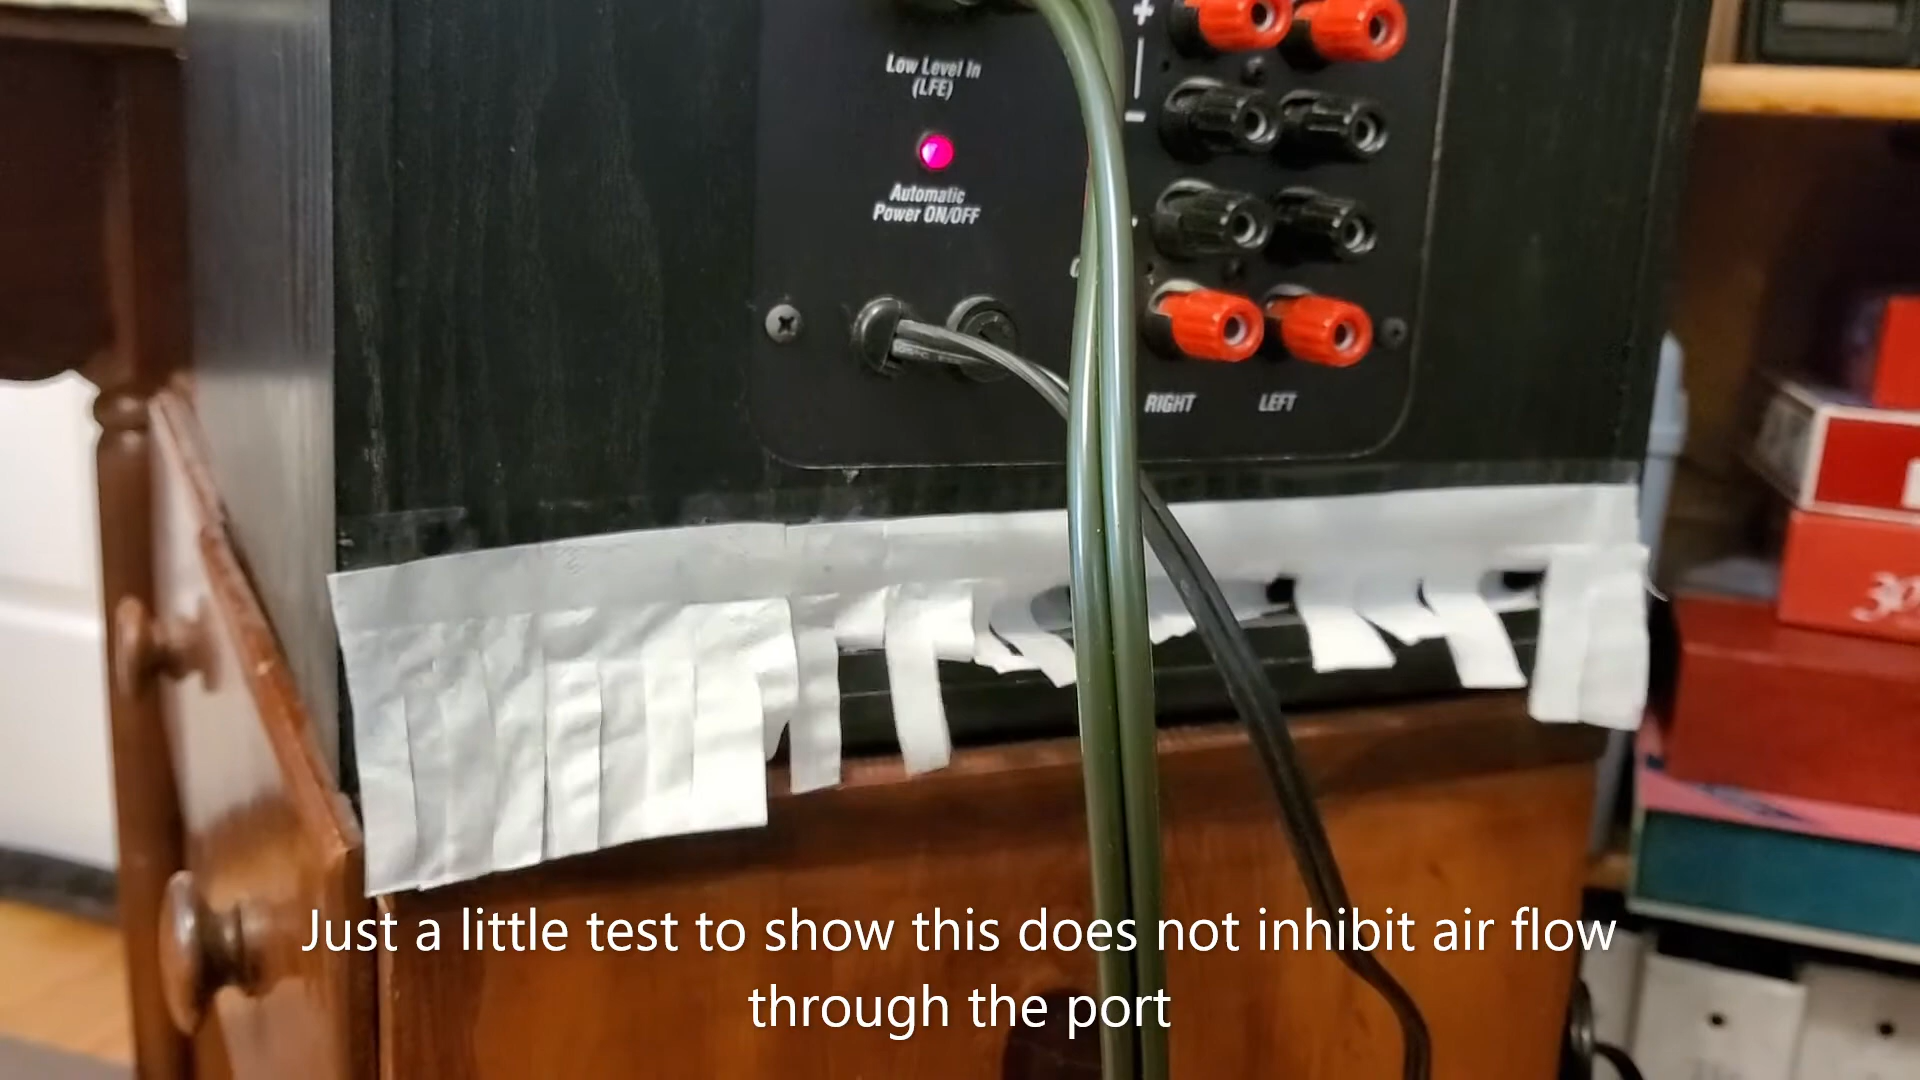 +
Low Level In
(LFE)
−
Automatic
Power ON/OFF
RIGHT
LEFT
30
Just a little test to show this does not inhibit air flow
through the port